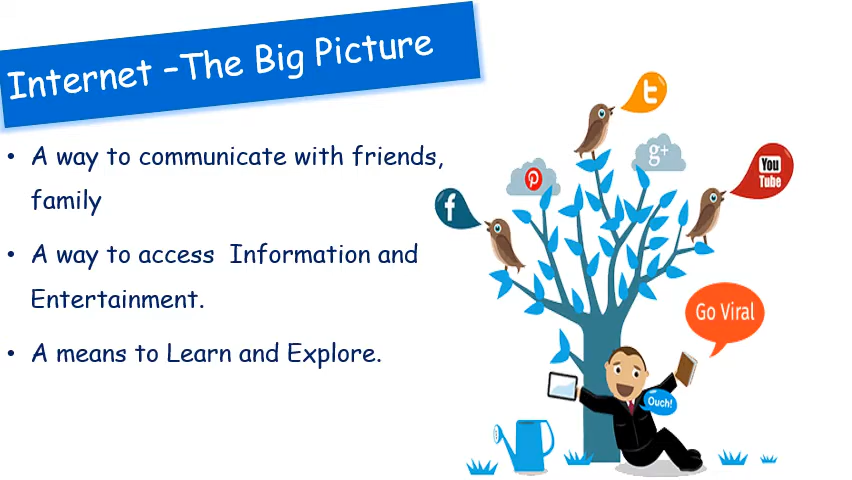 Internet –The Big Picture
• A way to communicate with friends,
family
• A way to access  Information and
Entertainment.
• A means to Learn and Explore.
t
g+
You
Tube
p
f
Go Viral
Ouch!